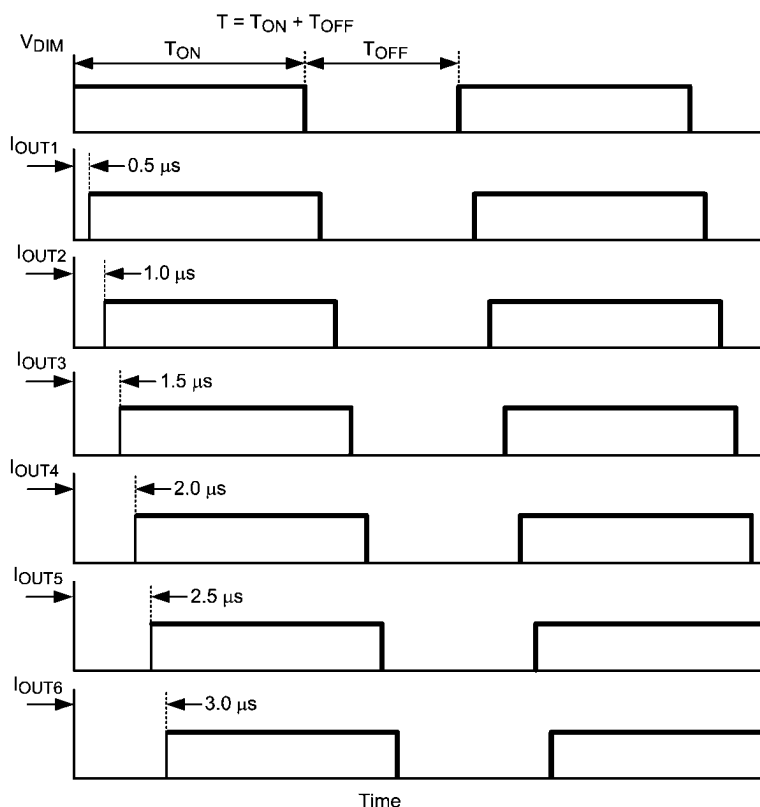 T = TON + TOFF
VDIM
TON
TOFF
IOUT1
0.5 μs
IOUT2
1.0 μs
IOUT3
1.5 μs
IOUT4
2.0 μs
IOUT5
2.5 μs
IOUT6
3.0 μs
Time